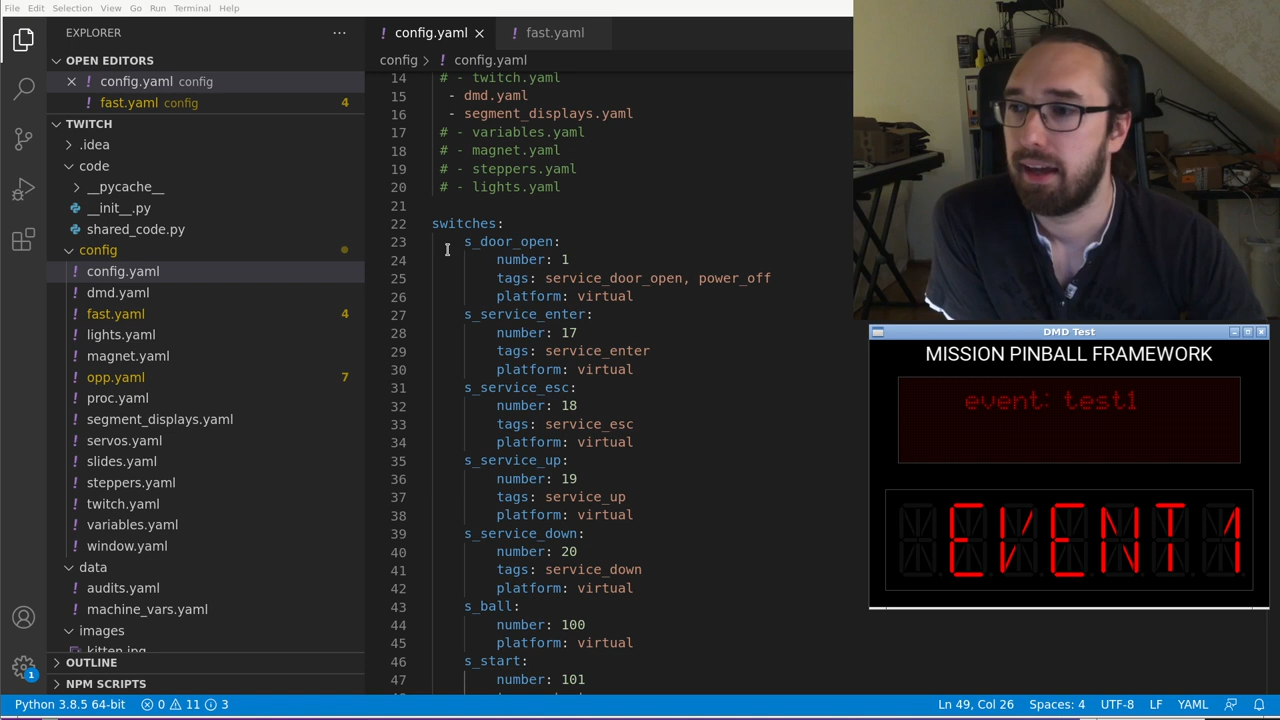 File Edit Selection View Go Run Terminal Help
EXPLORER
OPEN EDITORS
config.yaml config
fast.yaml config 4
TWITCH
.idea
code
__pycache__
__init__.py
shared_code.py
config
config.yaml
dmd.yaml
fast.yaml 4
lights.yaml
magnet.yaml
opp.yaml 7
proc.yaml
segment_displays.yaml
servos.yaml
slides.yaml
steppers.yaml
twitch.yaml
variables.yaml
window.yaml
data
audits.yaml
machine_vars.yaml
images
kitten.jpg
OUTLINE
NPM SCRIPTS
config.yaml
fast.yaml
config > config.yaml
14 # - twitch.yaml
15 - dmd.yaml
16 - segment_displays.yaml
17 # - variables.yaml
18 # - magnet.yaml
19 # - steppers.yaml
20 # - lights.yaml
21
22 switches:
23 s_door_open:
24 number: 1
25 tags: service_door_open, power_off
26 platform: virtual
27 s_service_enter:
28 number: 17
29 tags: service_enter
30 platform: virtual
31 s_service_esc:
32 number: 18
33 tags: service_esc
34 platform: virtual
35 s_service_up:
36 number: 19
37 tags: service_up
38 platform: virtual
39 s_service_down:
40 number: 20
41 tags: service_down
42 platform: virtual
43 s_ball:
44 number: 100
45 platform: virtual
46 s_start:
47 number: 101
DMD Test
MISSION PINBALL FRAMEWORK
event: test1
EVENT1
1
Python 3.8.5 64-bit 0 11 3
Ln 49, Col 26 Spaces: 4 UTF-8 LF YAML